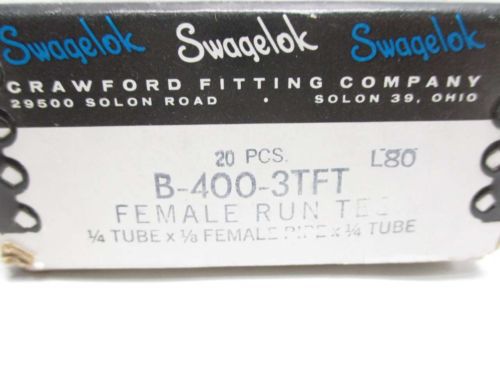 Swagelok Swagelok Swagelok
CRAWFORD FITTING COMPANY
29500 SOLON ROAD • SOLON 39, OHIO
20 PCS. L80
B-400-3TFT
FEMALE RUN TEE
¼ TUBE x ⅛ FEMALE PIPE x ¼ TUBE